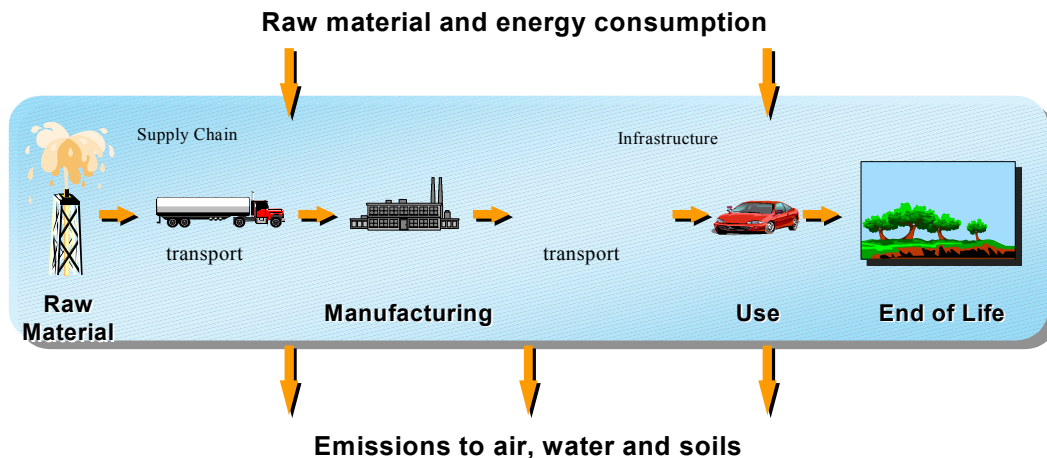 Raw material and energy consumption
Supply Chain
Infrastructure
transport
transport
Raw
Material
Manufacturing
Use
End of Life
Emissions to air, water and soils